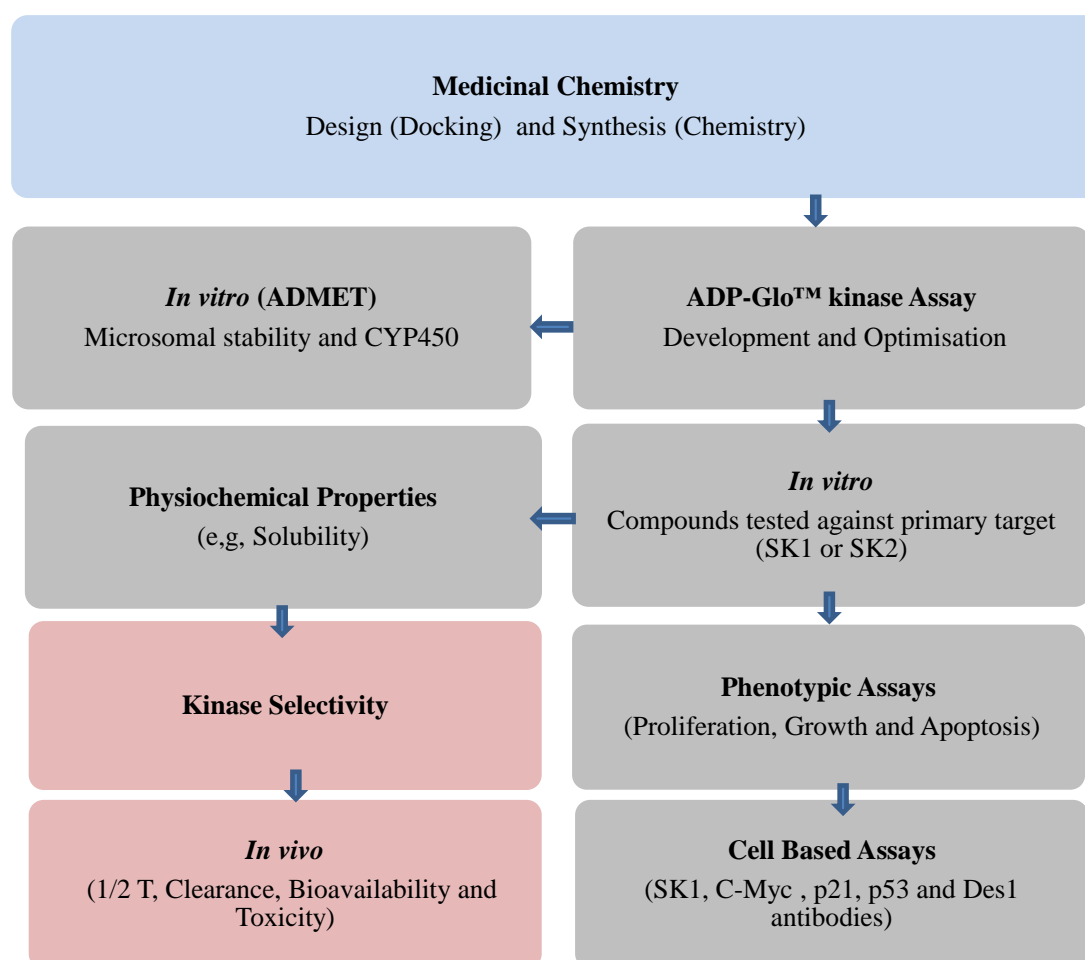 Medicinal Chemistry
Design (Docking) and Synthesis (Chemistry)
In vitro (ADMET)
Microsomal stability and CYP450
ADP-Glo™ kinase Assay
Development and Optimisation
Physiochemical Properties
(e,g, Solubility)
In vitro
Compounds tested against primary target
(SK1 or SK2)
Kinase Selectivity
Phenotypic Assays
(Proliferation, Growth and Apoptosis)
In vivo
(1/2 T, Clearance, Bioavailability and
Toxicity)
Cell Based Assays
(SK1, C-Myc , p21, p53 and Des1
antibodies)